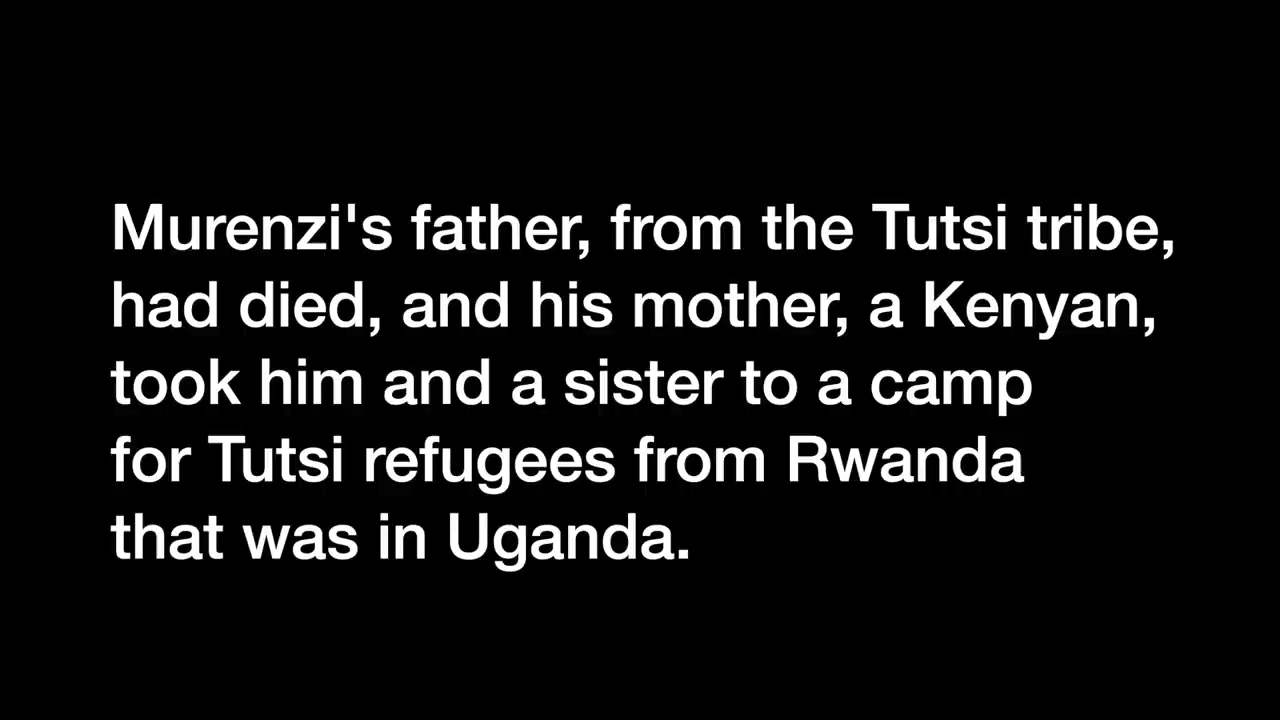 Murenzi's father, from the Tutsi tribe,
had died, and his mother, a Kenyan,
took him and a sister to a camp
for Tutsi refugees from Rwanda
that was in Uganda.